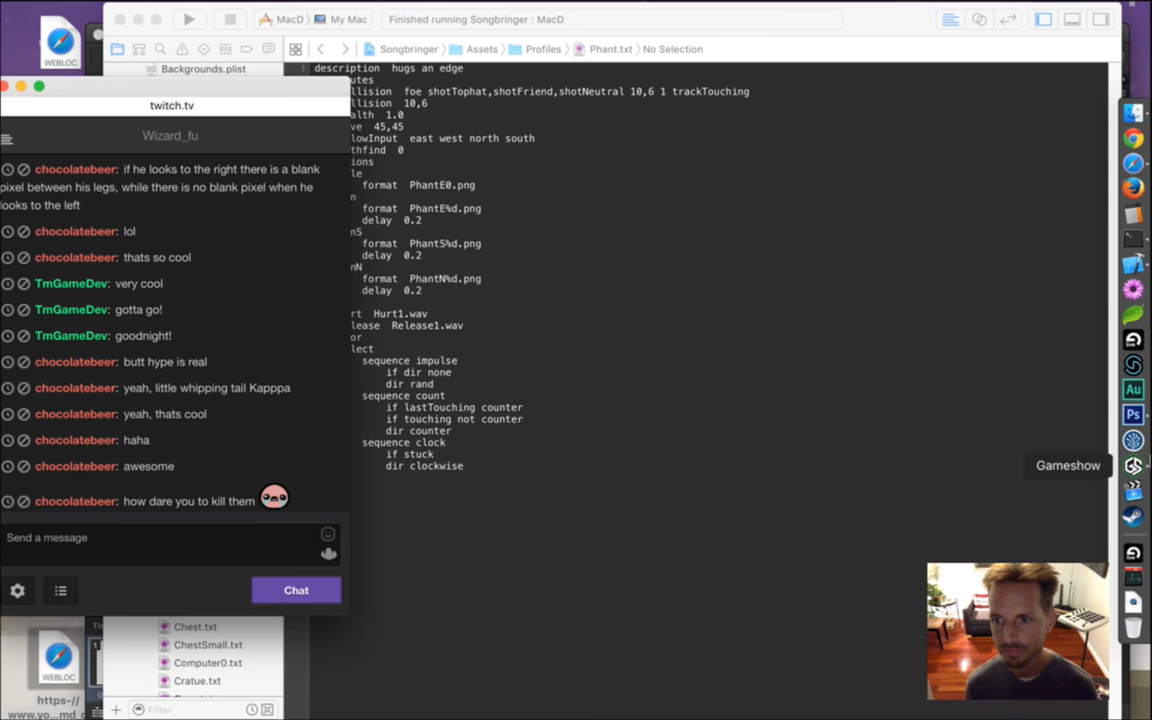 WEBLOC
MacD
My Mac
Finished running Songbringer : MacD
Songbringer
Assets
Profiles
Phant.txt
No Selection
Backgrounds.plist
twitch.tv
Wizard_fu
chocolatebeer: if he looks to the right there is a blank
pixel between his legs, while there is no blank pixel when he
looks to the left
chocolatebeer: lol
chocolatebeer: thats so cool
TmGameDev: very cool
TmGameDev: gotta go!
TmGameDev: goodnight!
chocolatebeer: butt hype is real
chocolatebeer: yeah, little whipping tail Kapppa
chocolatebeer: yeah, thats cool
chocolatebeer: haha
chocolatebeer: awesome
chocolatebeer: how dare you to kill them
Send a message
Chat
1 description hugs an edge
utes
llision foe shotTophat,shotFriend,shotNeutral 10,6 1 trackTouching
llision 10,6
alth 1.0
ve 45,45
lowInput east west north south
thfind 0
ions
le
format PhantE0.png
n
format PhantE%d.png
delay 0.2
nS
format PhantS%d.png
delay 0.2
nN
format PhantN%d.png
delay 0.2
rt Hurt1.wav
lease Release1.wav
or
lect
sequence impulse
if dir none
dir rand
sequence count
if lastTouching counter
if touching not counter
dir counter
sequence clock
if stuck
dir clockwise
Gameshow
Au
Ps
Chest.txt
ChestSmall.txt
Computer0.txt
Cratue.txt
Filter
WEBLOC
https-//
www.yo...md_c